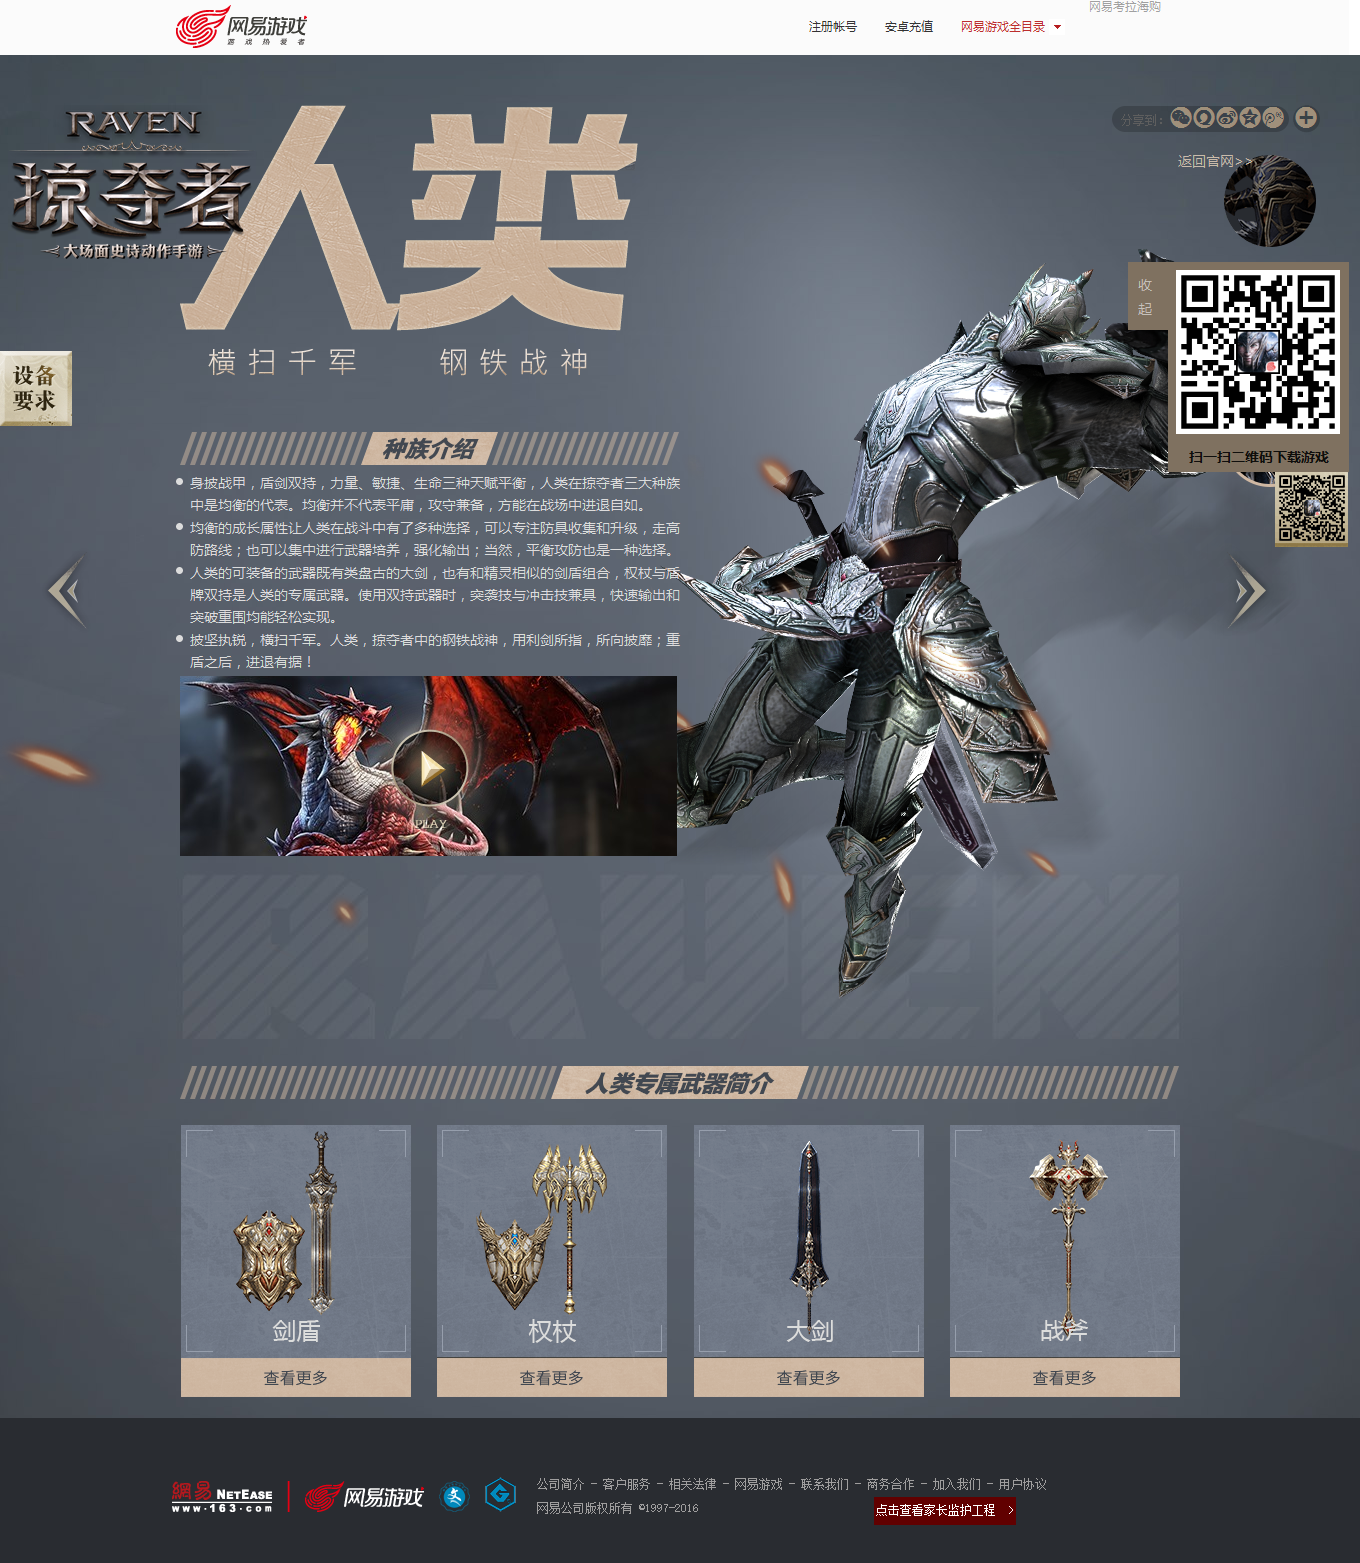 网易游戏
游戏热爱者
注册帐号
安卓充值
网易游戏全目录
网易考拉海购
RAVEN
掠夺者
大场面史诗动作手游
人类
横扫千军 钢铁战神
分享到：
返回官网>>
收起
扫一扫二维码下载游戏
设备
要求
种族介绍
身披战甲，盾剑双持，力量、敏捷、生命三种天赋平衡，人类在掠夺者三大种族
中是均衡的代表。均衡并不代表平庸，攻守兼备，方能在战场中进退自如。
均衡的成长属性让人类在战斗中有了多种选择，可以专注防具收集和升级，走高
防路线；也可以集中进行武器培养，强化输出；当然，平衡攻防也是一种选择。
人类的可装备的武器既有类盘古的大剑，也有和精灵相似的剑盾组合，权杖与盾
牌双持是人类的专属武器。使用双持武器时，突袭技与冲击技兼具，快速输出和
突破重围均能轻松实现。
披坚执锐，横扫千军。人类，掠夺者中的钢铁战神，用利剑所指，所向披靡；重
盾之后，进退有据！
PLAY
RAVEN
人类专属武器简介
剑盾
权杖
大剑
战斧
查看更多
查看更多
查看更多
查看更多
網易 NETEASE
www.163.com
网易游戏
公司简介 - 客户服务 - 相关法律 - 网易游戏 - 联系我们 - 商务合作 - 加入我们 - 用户协议
网易公司版权所有 ©1997-2016
点击查看家长监护工程 >